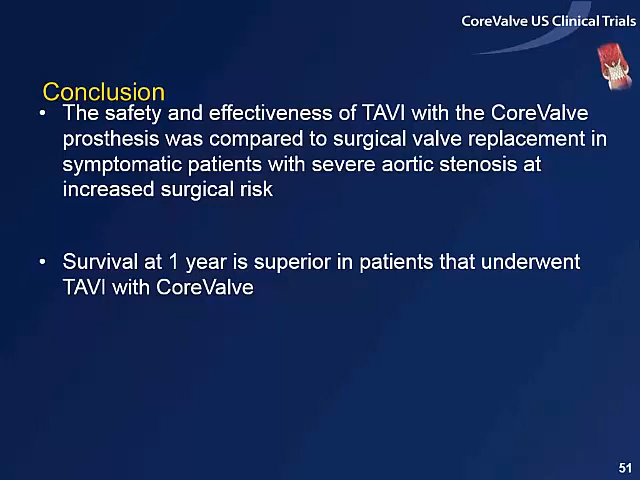 CoreValve US Clinical Trials
Conclusion
• The safety and effectiveness of TAVI with the CoreValve
prosthesis was compared to surgical valve replacement in
symptomatic patients with severe aortic stenosis at
increased surgical risk
• Survival at 1 year is superior in patients that underwent
TAVI with CoreValve
51